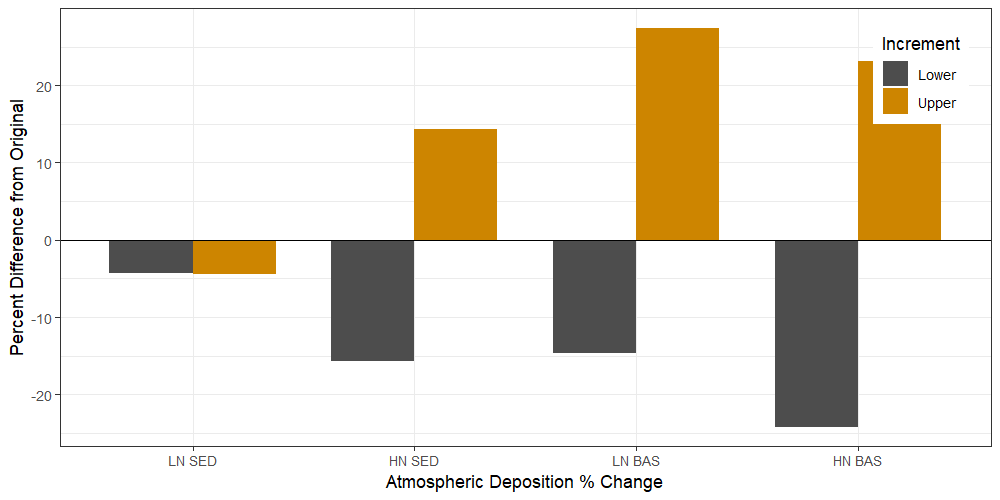 Increment
Lower
Upper
Percent Difference from Original
20
10
0
-10
-20
LN SED
HN SED
LN BAS
HN BAS
Atmospheric Deposition % Change